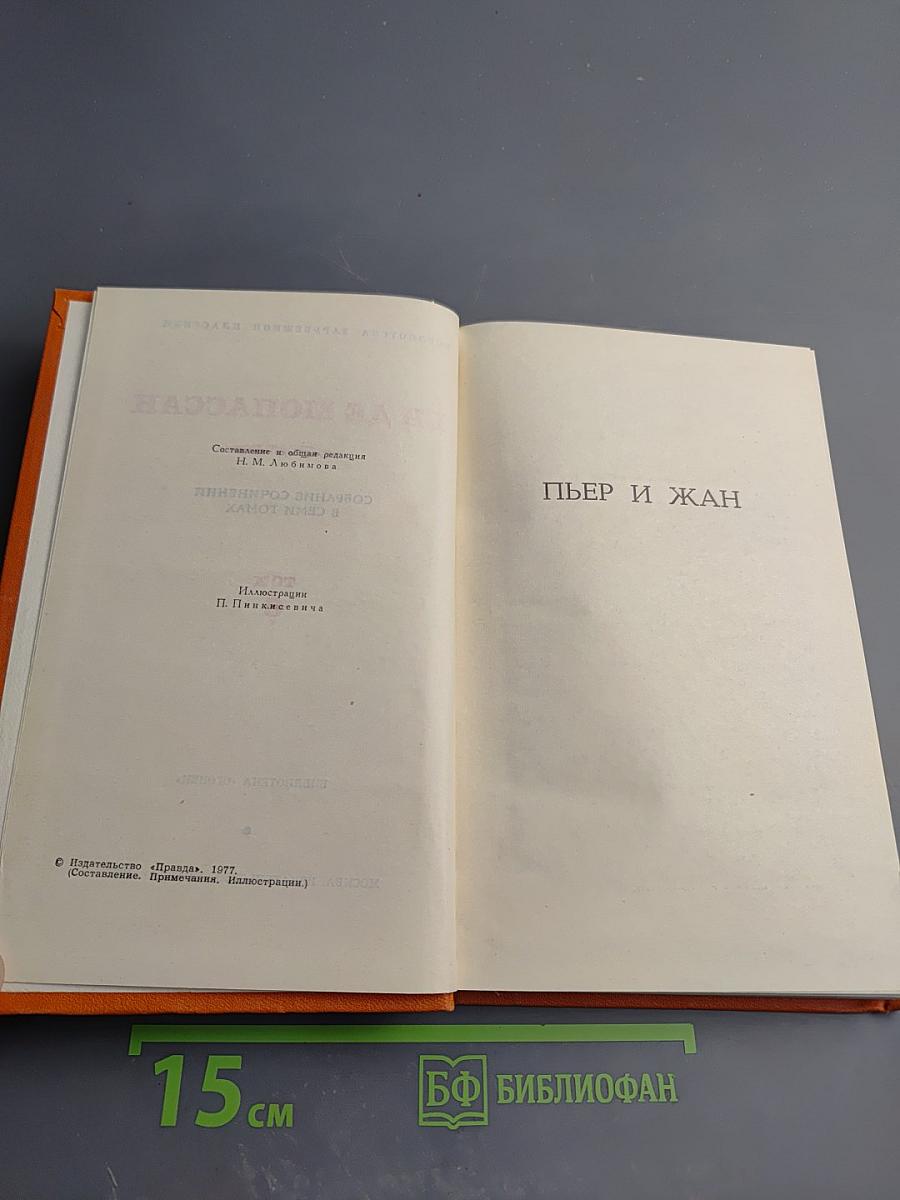 Составление и общая редакция
Н. М. Любимова
Иллюстрации
П. Пинкисевича
© Издательство «Правда». 1977.
(Составление. Примечания. Иллюстрации.)
ПЬЕР И ЖАН
15 см
БФ БИБЛИОФАН